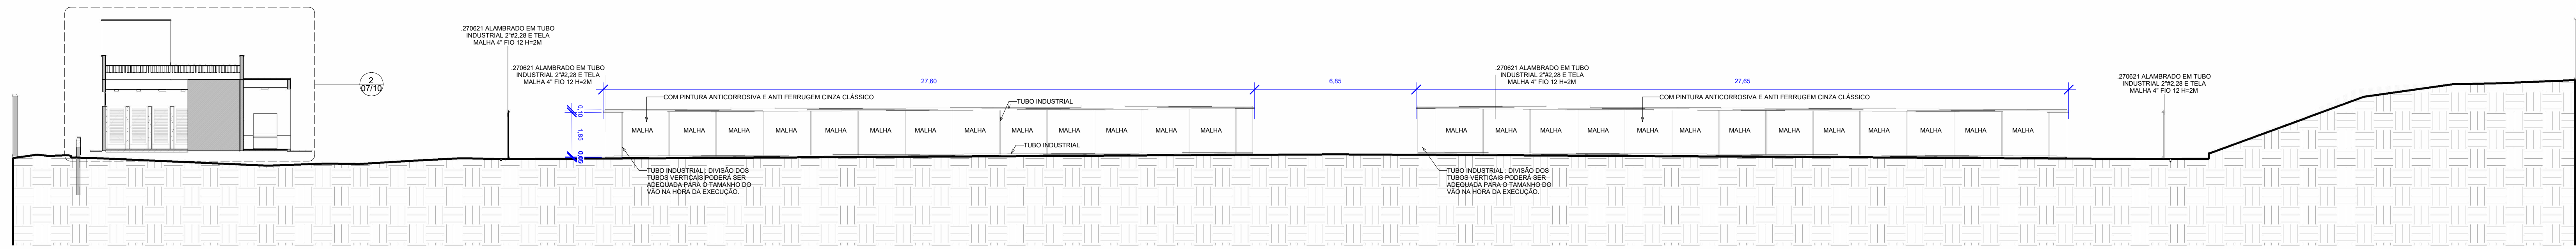 .270621 ALAMBRADO EM TUBO
INDUSTRIAL 2"#2,28 E TELA
MALHA 4" FIO 12 H=2M
2
07/10
.270621 ALAMBRADO EM TUBO
INDUSTRIAL 2"#2,28 E TELA
MALHA 4" FIO 12 H=2M
27,60
6,85
.270621 ALAMBRADO EM TUBO
INDUSTRIAL 2"#2,28 E TELA
MALHA 4" FIO 12 H=2M
27,65
.270621 ALAMBRADO EM TUBO
INDUSTRIAL 2"#2,28 E TELA
MALHA 4" FIO 12 H=2M
COM PINTURA ANTICORROSIVA E ANTI FERRUGEM CINZA CLÁSSICO
TUBO INDUSTRIAL
COM PINTURA ANTICORROSIVA E ANTI FERRUGEM CINZA CLÁSSICO
0,10
1,85
MALHA MALHA MALHA MALHA MALHA MALHA MALHA MALHA MALHA MALHA MALHA MALHA MALHA
MALHA MALHA MALHA MALHA MALHA MALHA MALHA MALHA MALHA MALHA MALHA MALHA MALHA
TUBO INDUSTRIAL
TUBO INDUSTRIAL : DIVISÃO DOS
TUBOS VERTICAIS PODERÁ SER
ADEQUADA PARA O TAMANHO DO
VÃO NA HORA DA EXECUÇÃO.
TUBO INDUSTRIAL : DIVISÃO DOS
TUBOS VERTICAIS PODERÁ SER
ADEQUADA PARA O TAMANHO DO
VÃO NA HORA DA EXECUÇÃO.